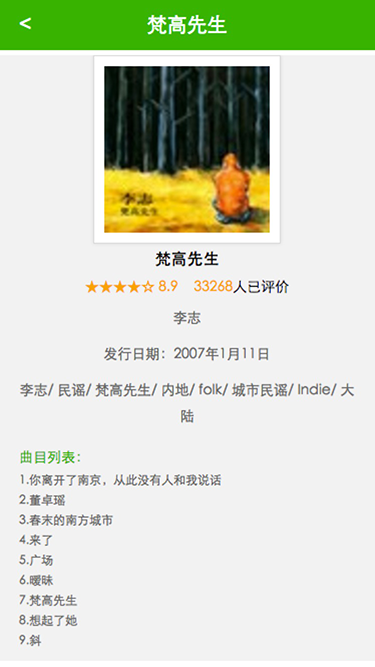 <
梵高先生
李志
梵高先生
梵高先生
★★★★☆ 8.9 33268人已评价
李志
发行日期：2007年1月11日
李志/ 民谣/ 梵高先生/ 内地/ folk/ 城市民谣/ Indie/ 大
陆
曲目列表：
1.你离开了南京，从此没有人和我说话
2.董卓瑶
3.春末的南方城市
4.来了
5.广场
6.暧昧
7.梵高先生
8.想起了她
9.斜